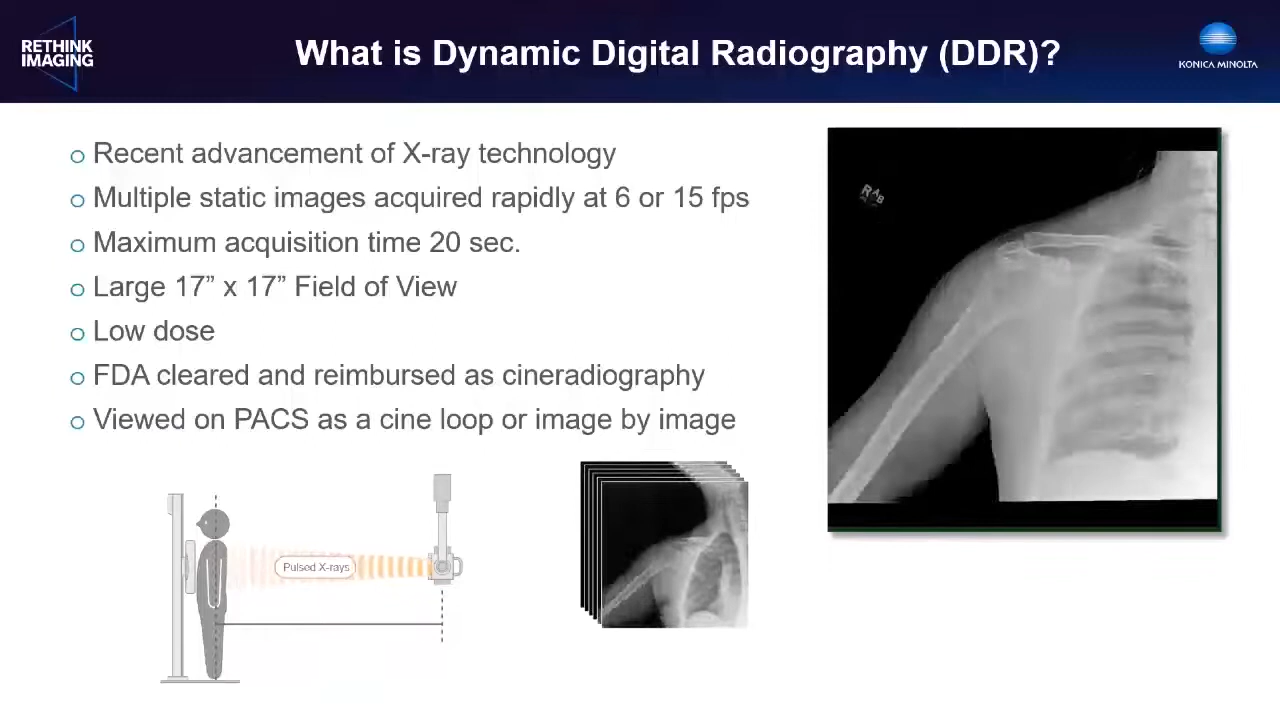 RETHINK
IMAGING
What is Dynamic Digital Radiography (DDR)?
KONICA MINOLTA
Recent advancement of X-ray technology
Multiple static images acquired rapidly at 6 or 15 fps
Maximum acquisition time 20 sec.
Large 17” x 17” Field of View
Low dose
FDA cleared and reimbursed as cineradiography
Viewed on PACS as a cine loop or image by image
Pulsed X-rays